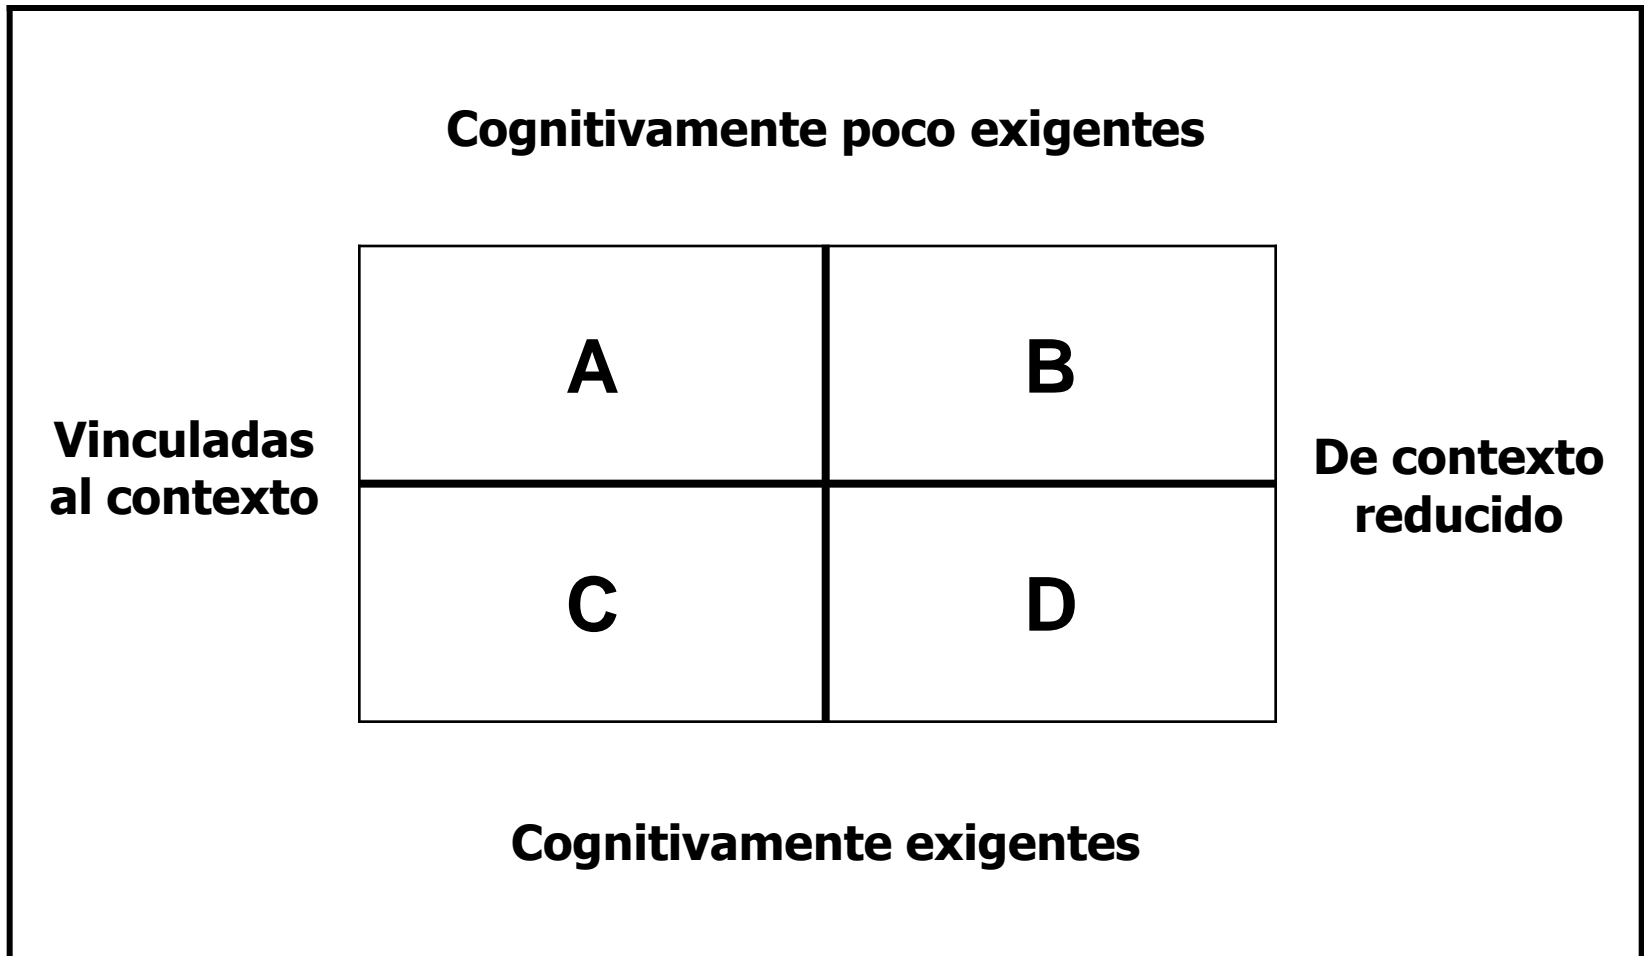 Cognitivamente poco exigentes
A
B
Vinculadas
al contexto
De contexto
reducido
C
D
Cognitivamente exigentes